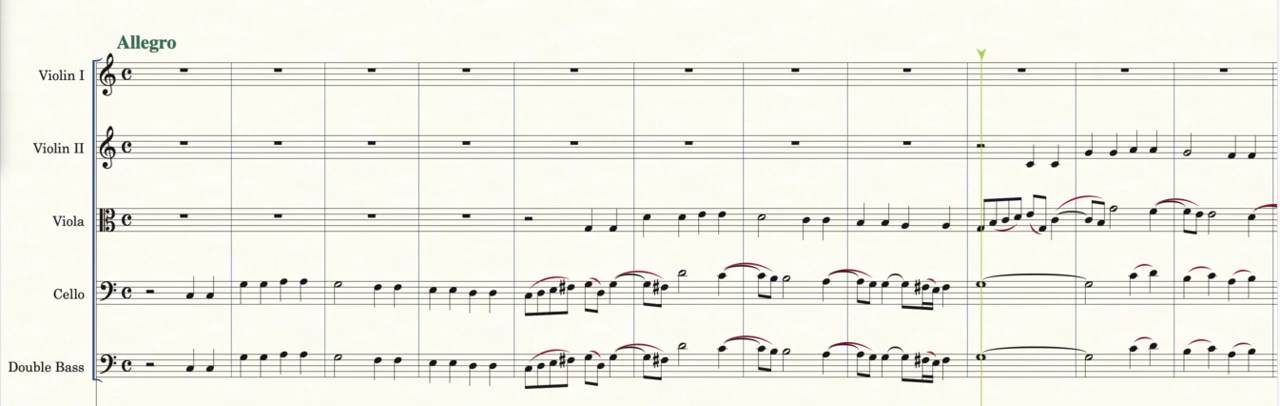 Allegro
Violin I
Violin II
Viola
Cello
Double Bass